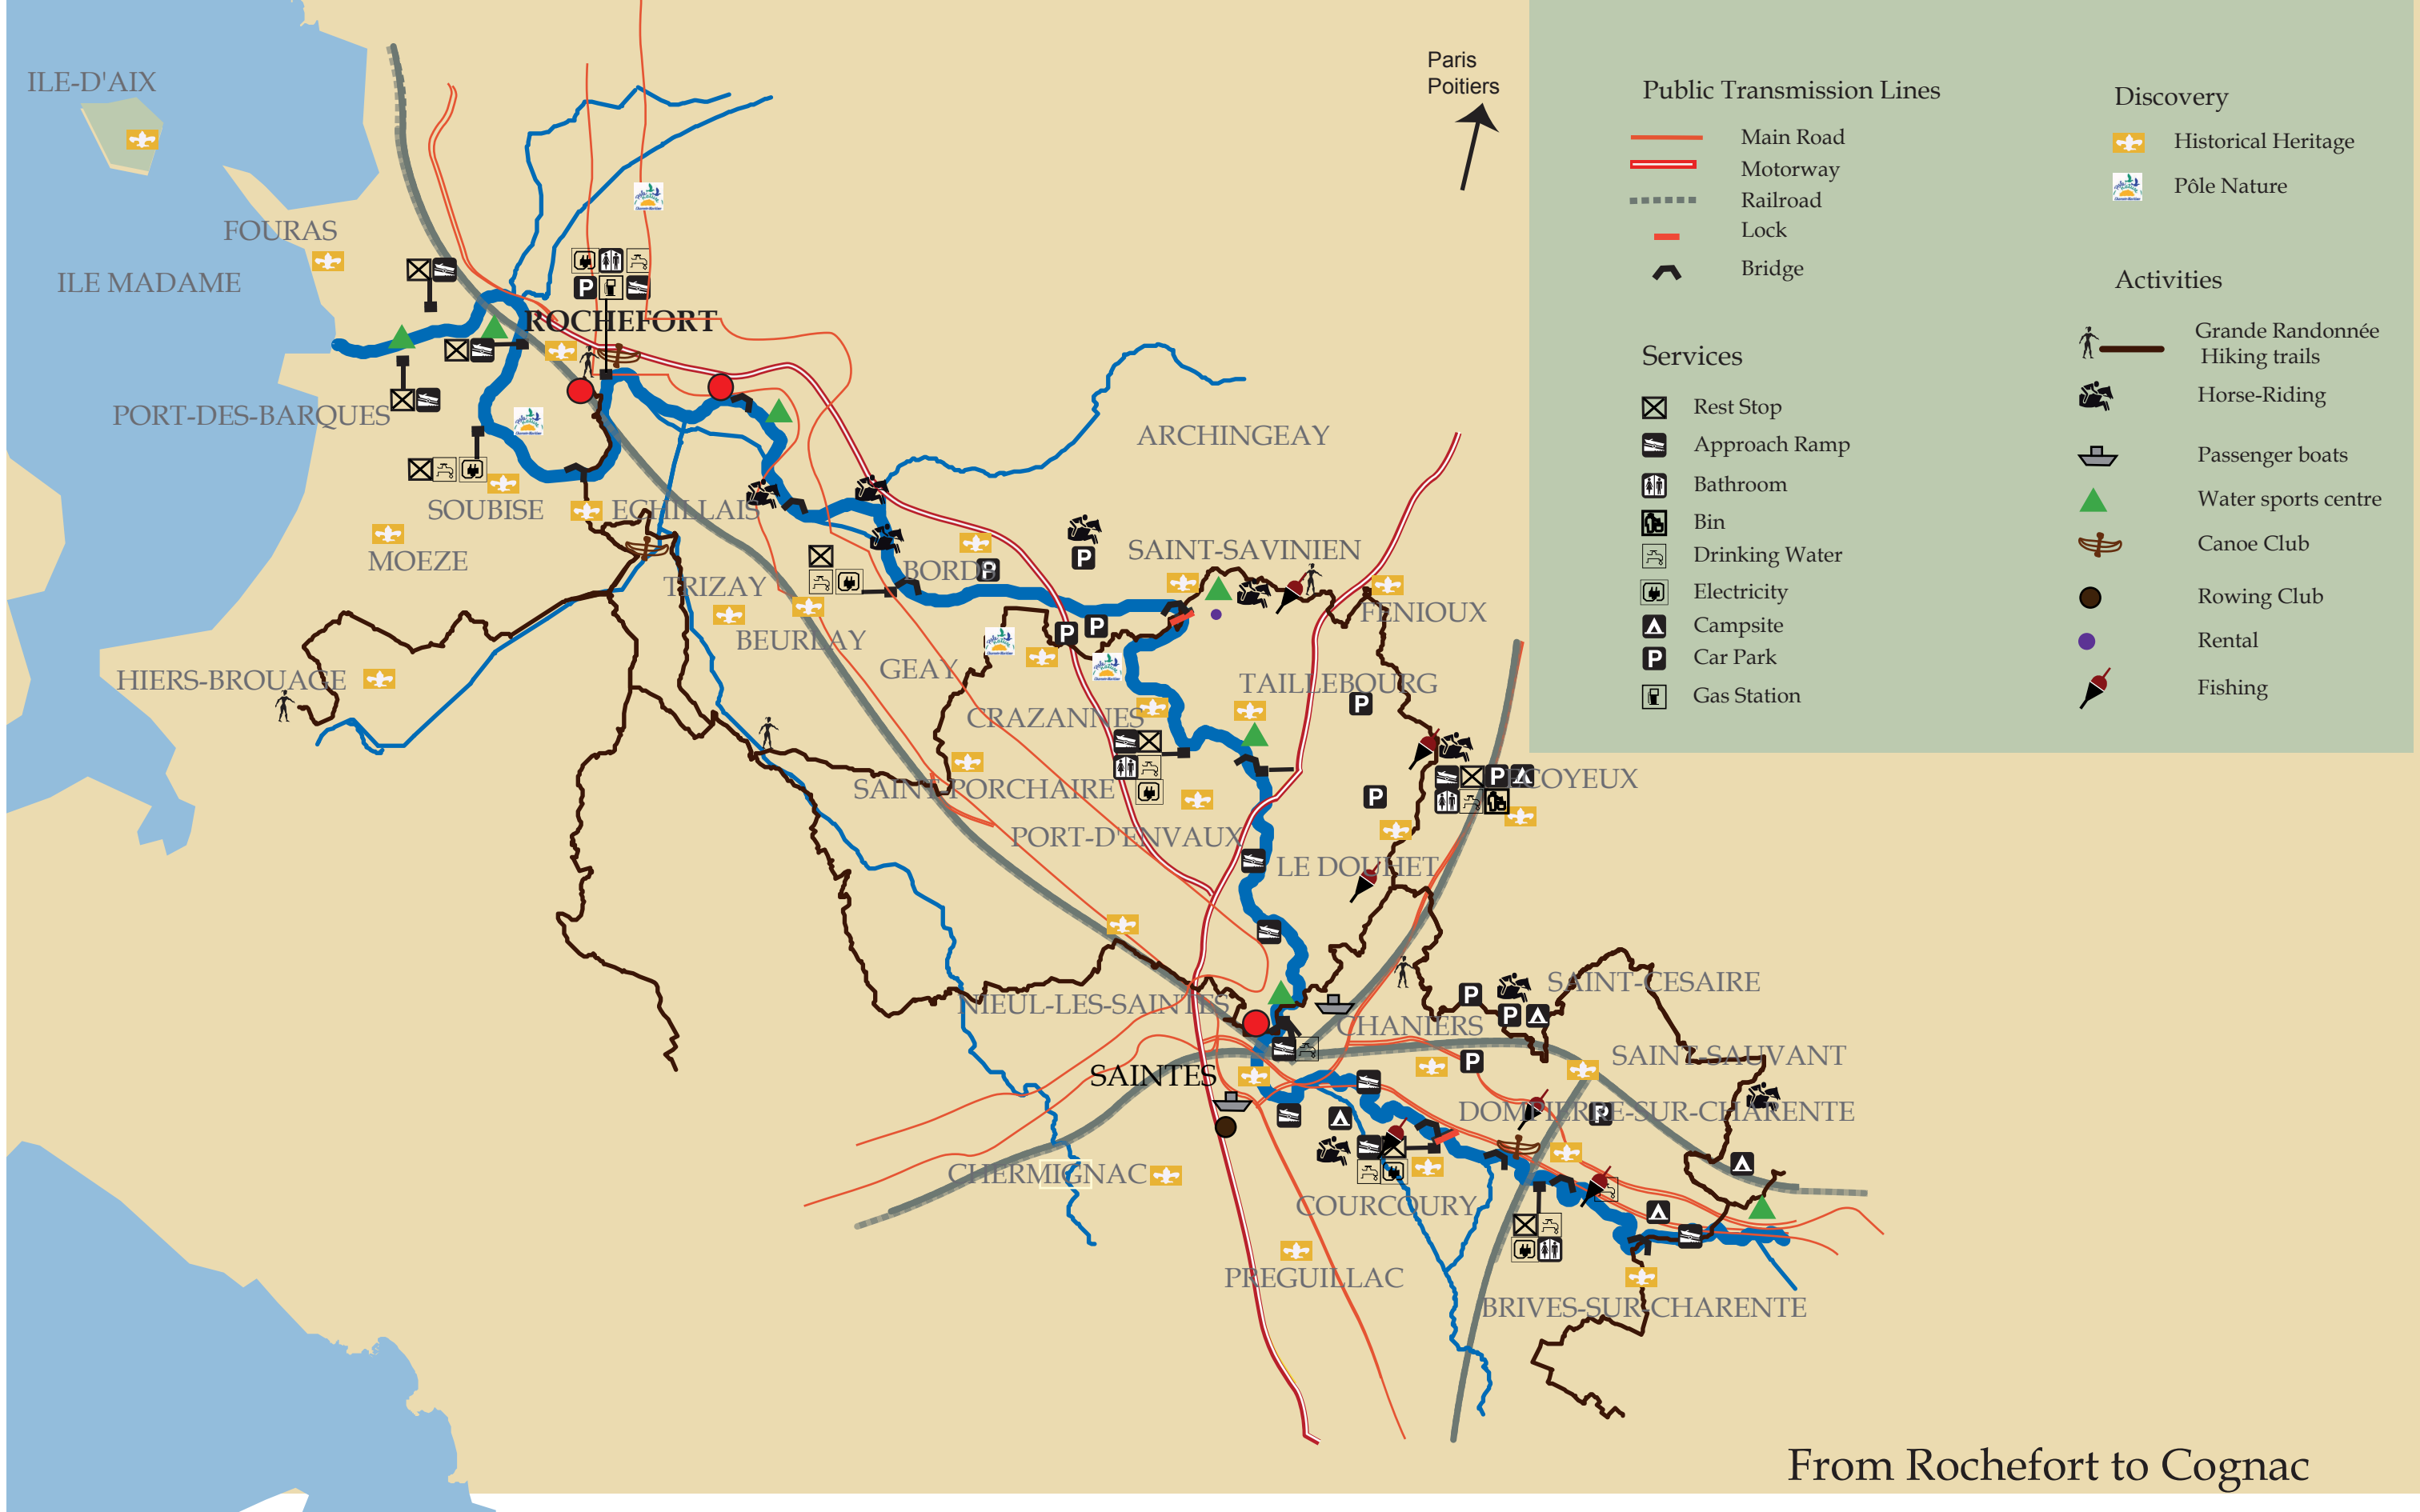 Paris
Poitiers
ILE-D'AIX
FOURAS
ILE MADAME
ROCHEFORT
PORT-DES-BARQUES
ARCHINGEAY
SOUBISE
ECHILLAIS
MOEZE
SAINT-SAVINIEN
BORDS
TRIZAY
FENIOUX
BEURLAY
GEAY
HIERS-BROUAGE
TAILLEBOURG
CRAZANNES
SAINT-PORCHAIRE
ECOYEUX
PORT-D'ENVAUX
LE DOUHET
NIEUL-LES-SAINTES
SAINT-CESAIRE
CHANIERS
SAINT-SAUVANT
SAINTES
DOMPIERRE-SUR-CHARENTE
CHERMIGNAC
COURCOURY
PREGUILLAC
BRIVES-SUR-CHARENTE
Public Transmission Lines
Main Road
Motorway
Railroad
Lock
Bridge
Services
Rest Stop
Approach Ramp
Bathroom
Bin
Drinking Water
Electricity
Campsite
P Car Park
Gas Station
Discovery
Historical Heritage
Pôle Nature
Activities
Grande Randonnée
Hiking trails
Horse-Riding
Passenger boats
Water sports centre
Canoe Club
Rowing Club
Rental
Fishing
From Rochefort to Cognac